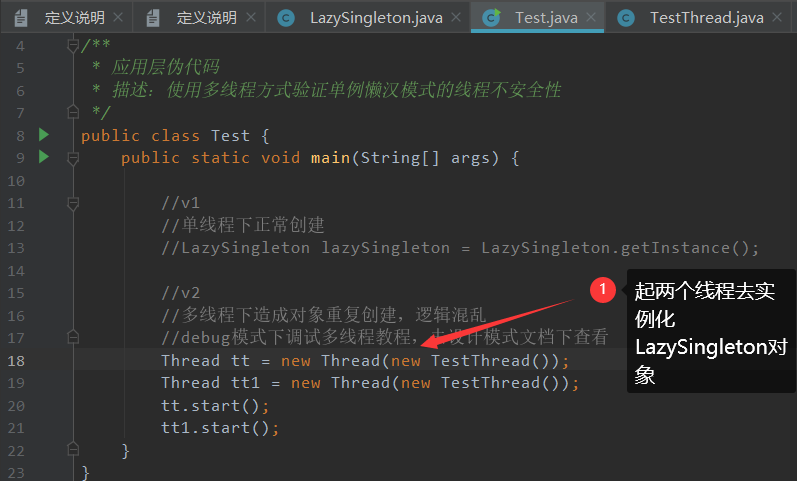 定义说明
定义说明
LazySingleton.java
Test.java
TestThread.java
4 /**
5 * 应用层伪代码
6 * 描述：使用多线程方式验证单例懒汉模式的线程不安全性
7 */
8 public class Test {
9 public static void main(String[] args) {
10
11 //v1
12 //单线程下正常创建
13 //LazySingleton lazySingleton = LazySingleton.getInstance();
14
15 //v2
16 //多线程下造成对象重复创建，逻辑混乱
17 //debug模式下调试多线程教程，去设计模式文档下查看
18 Thread tt = new Thread(new TestThread());
19 Thread tt1 = new Thread(new TestThread());
20 tt.start();
21 tt1.start();
22 }
23 }
1
起两个线程去实
例化
LazySingleton对
象